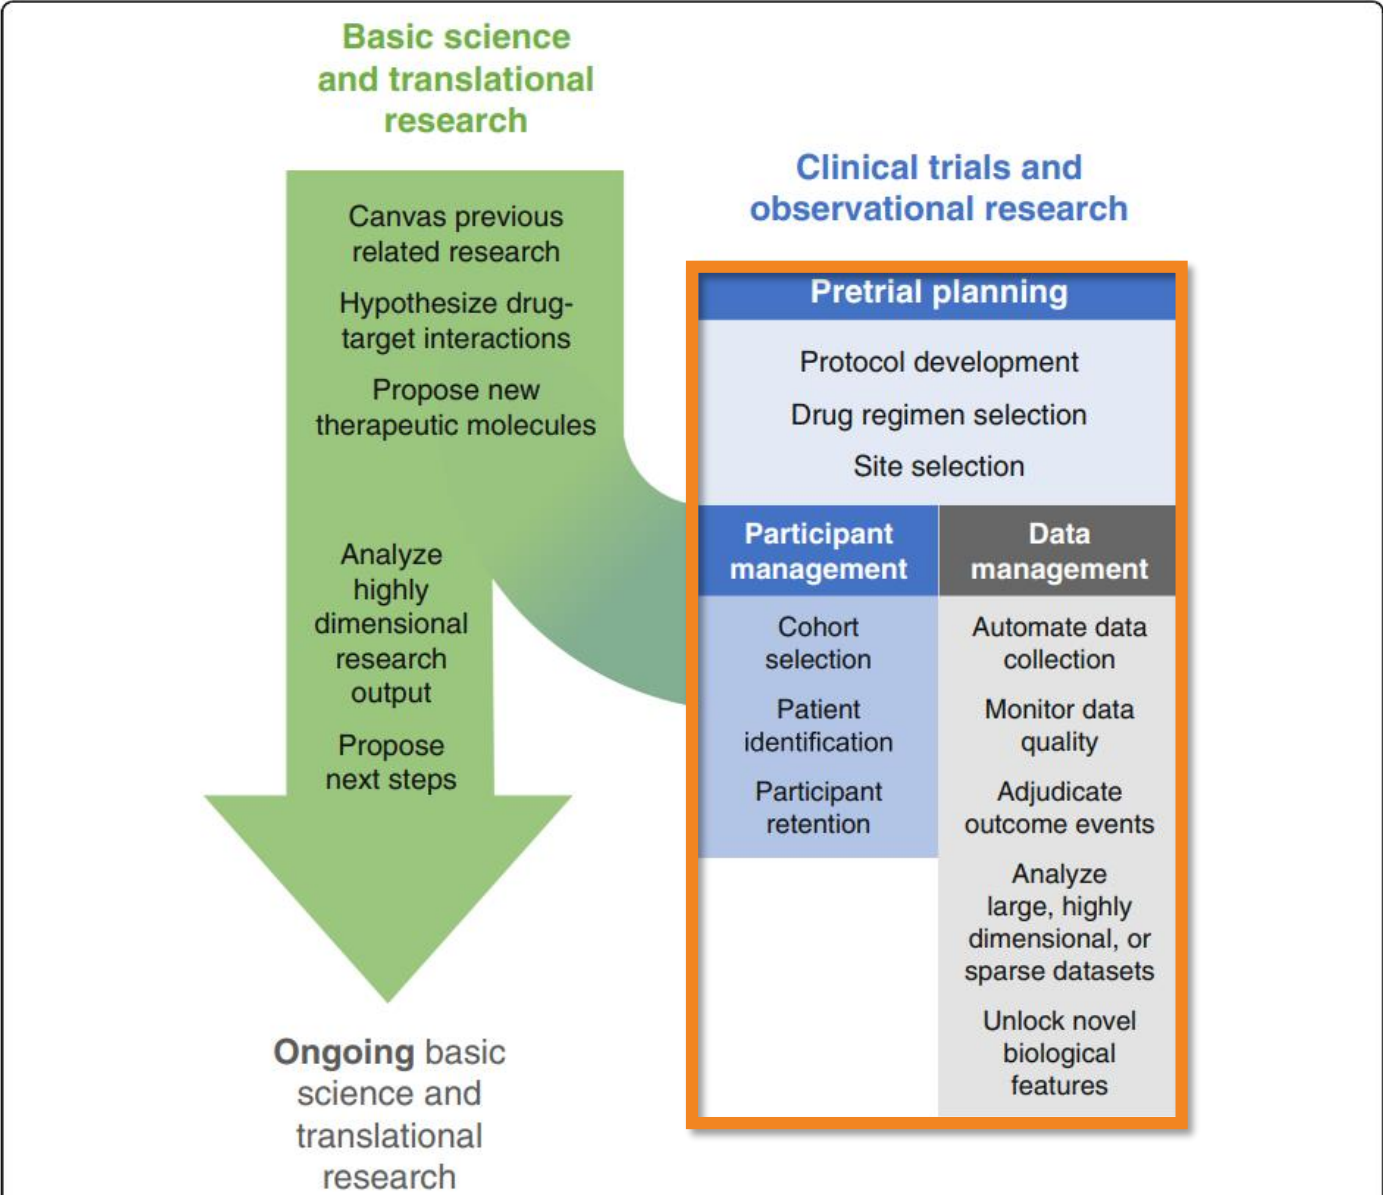 Basic science
and translational
research
Canvas previous
related research
Hypothesize drug-
target interactions
Propose new
therapeutic molecules
Analyze
highly
dimensional
research
output
Propose
next steps
Ongoing basic
science and
translational
research
Clinical trials and
observational research
Pretrial planning
Protocol development
Drug regimen selection
Site selection
Participant
management
Cohort
selection
Patient
identification
Participant
retention
Data
management
Automate data
collection
Monitor data
quality
Adjudicate
outcome events
Analyze
large, highly
dimensional, or
sparse datasets
Unlock novel
biological
features